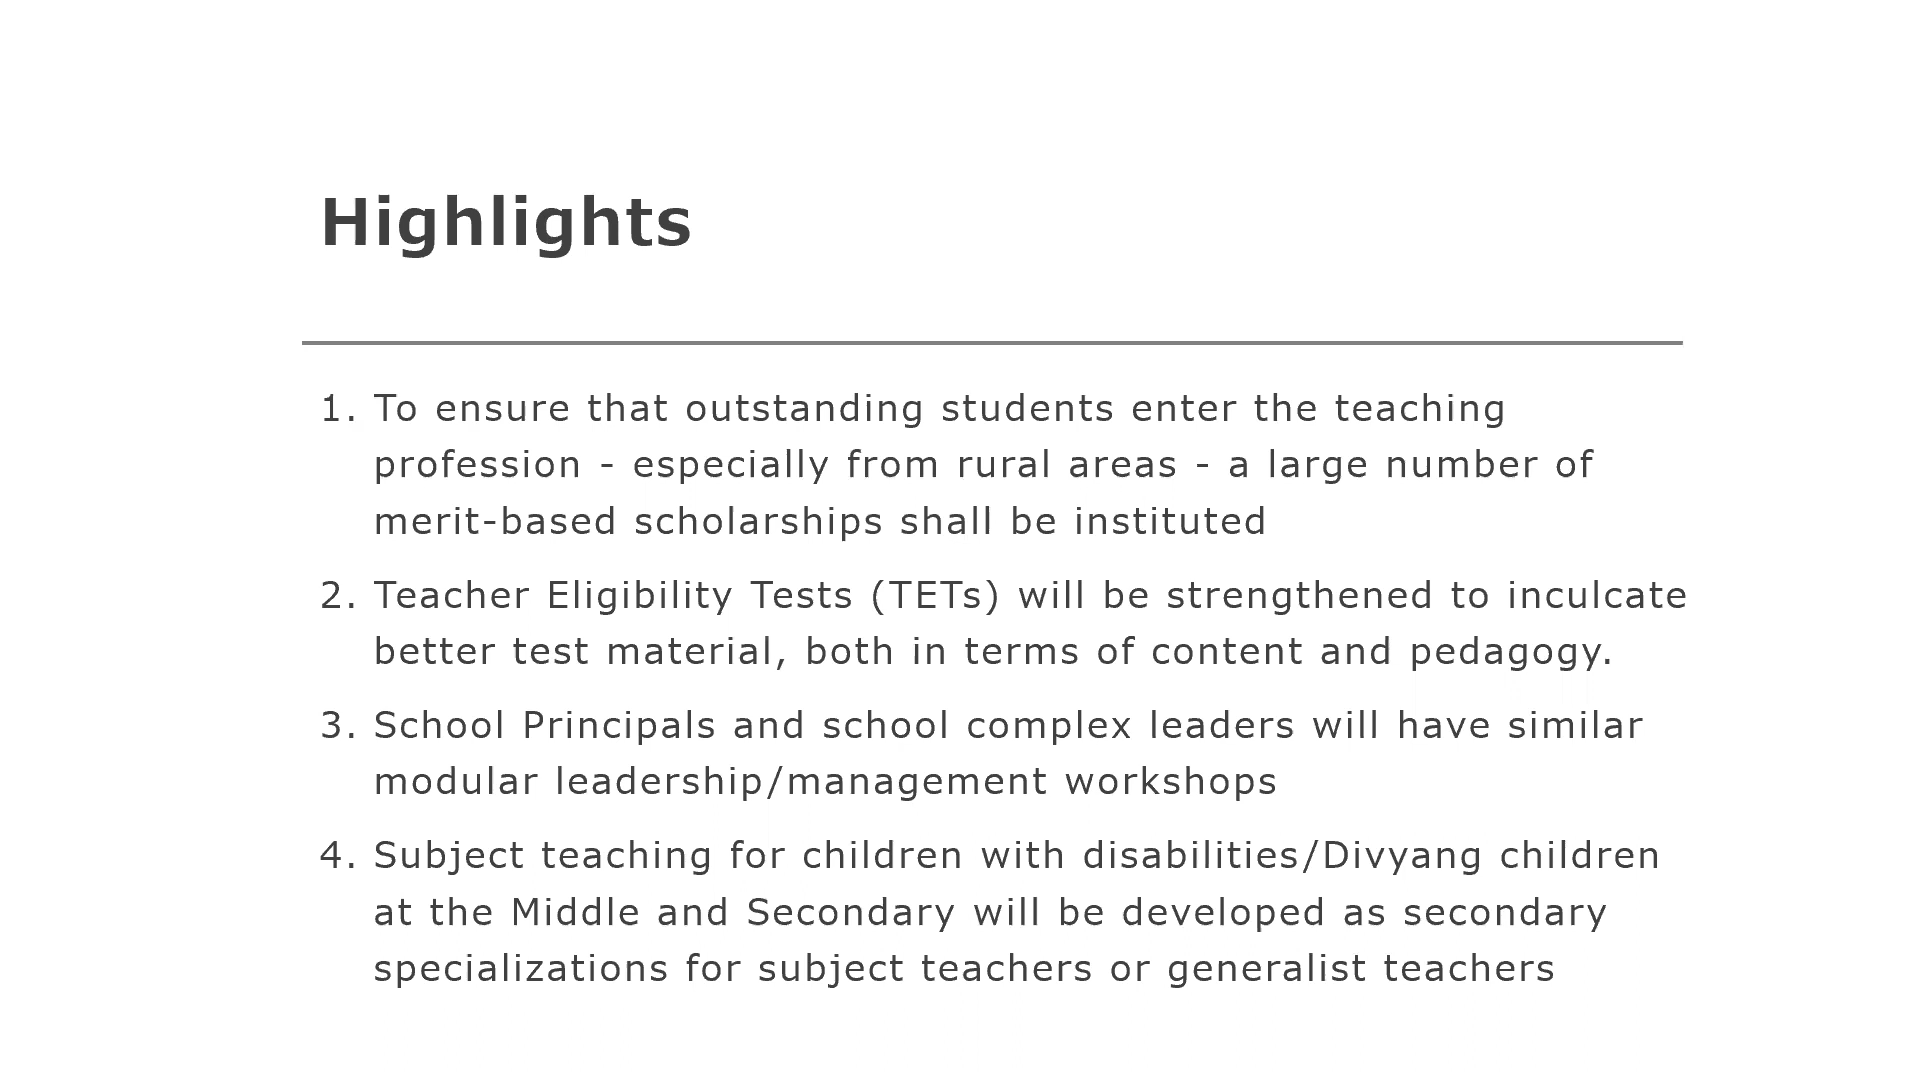 Highlights
1. To ensure that outstanding students enter the teaching
profession - especially from rural areas - a large number of
merit-based scholarships shall be instituted
2. Teacher Eligibility Tests (TETs) will be strengthened to inculcate
better test material, both in terms of content and pedagogy.
3. School Principals and school complex leaders will have similar
modular leadership/management workshops
4. Subject teaching for children with disabilities/Divyang children
at the Middle and Secondary will be developed as secondary
specializations for subject teachers or generalist teachers